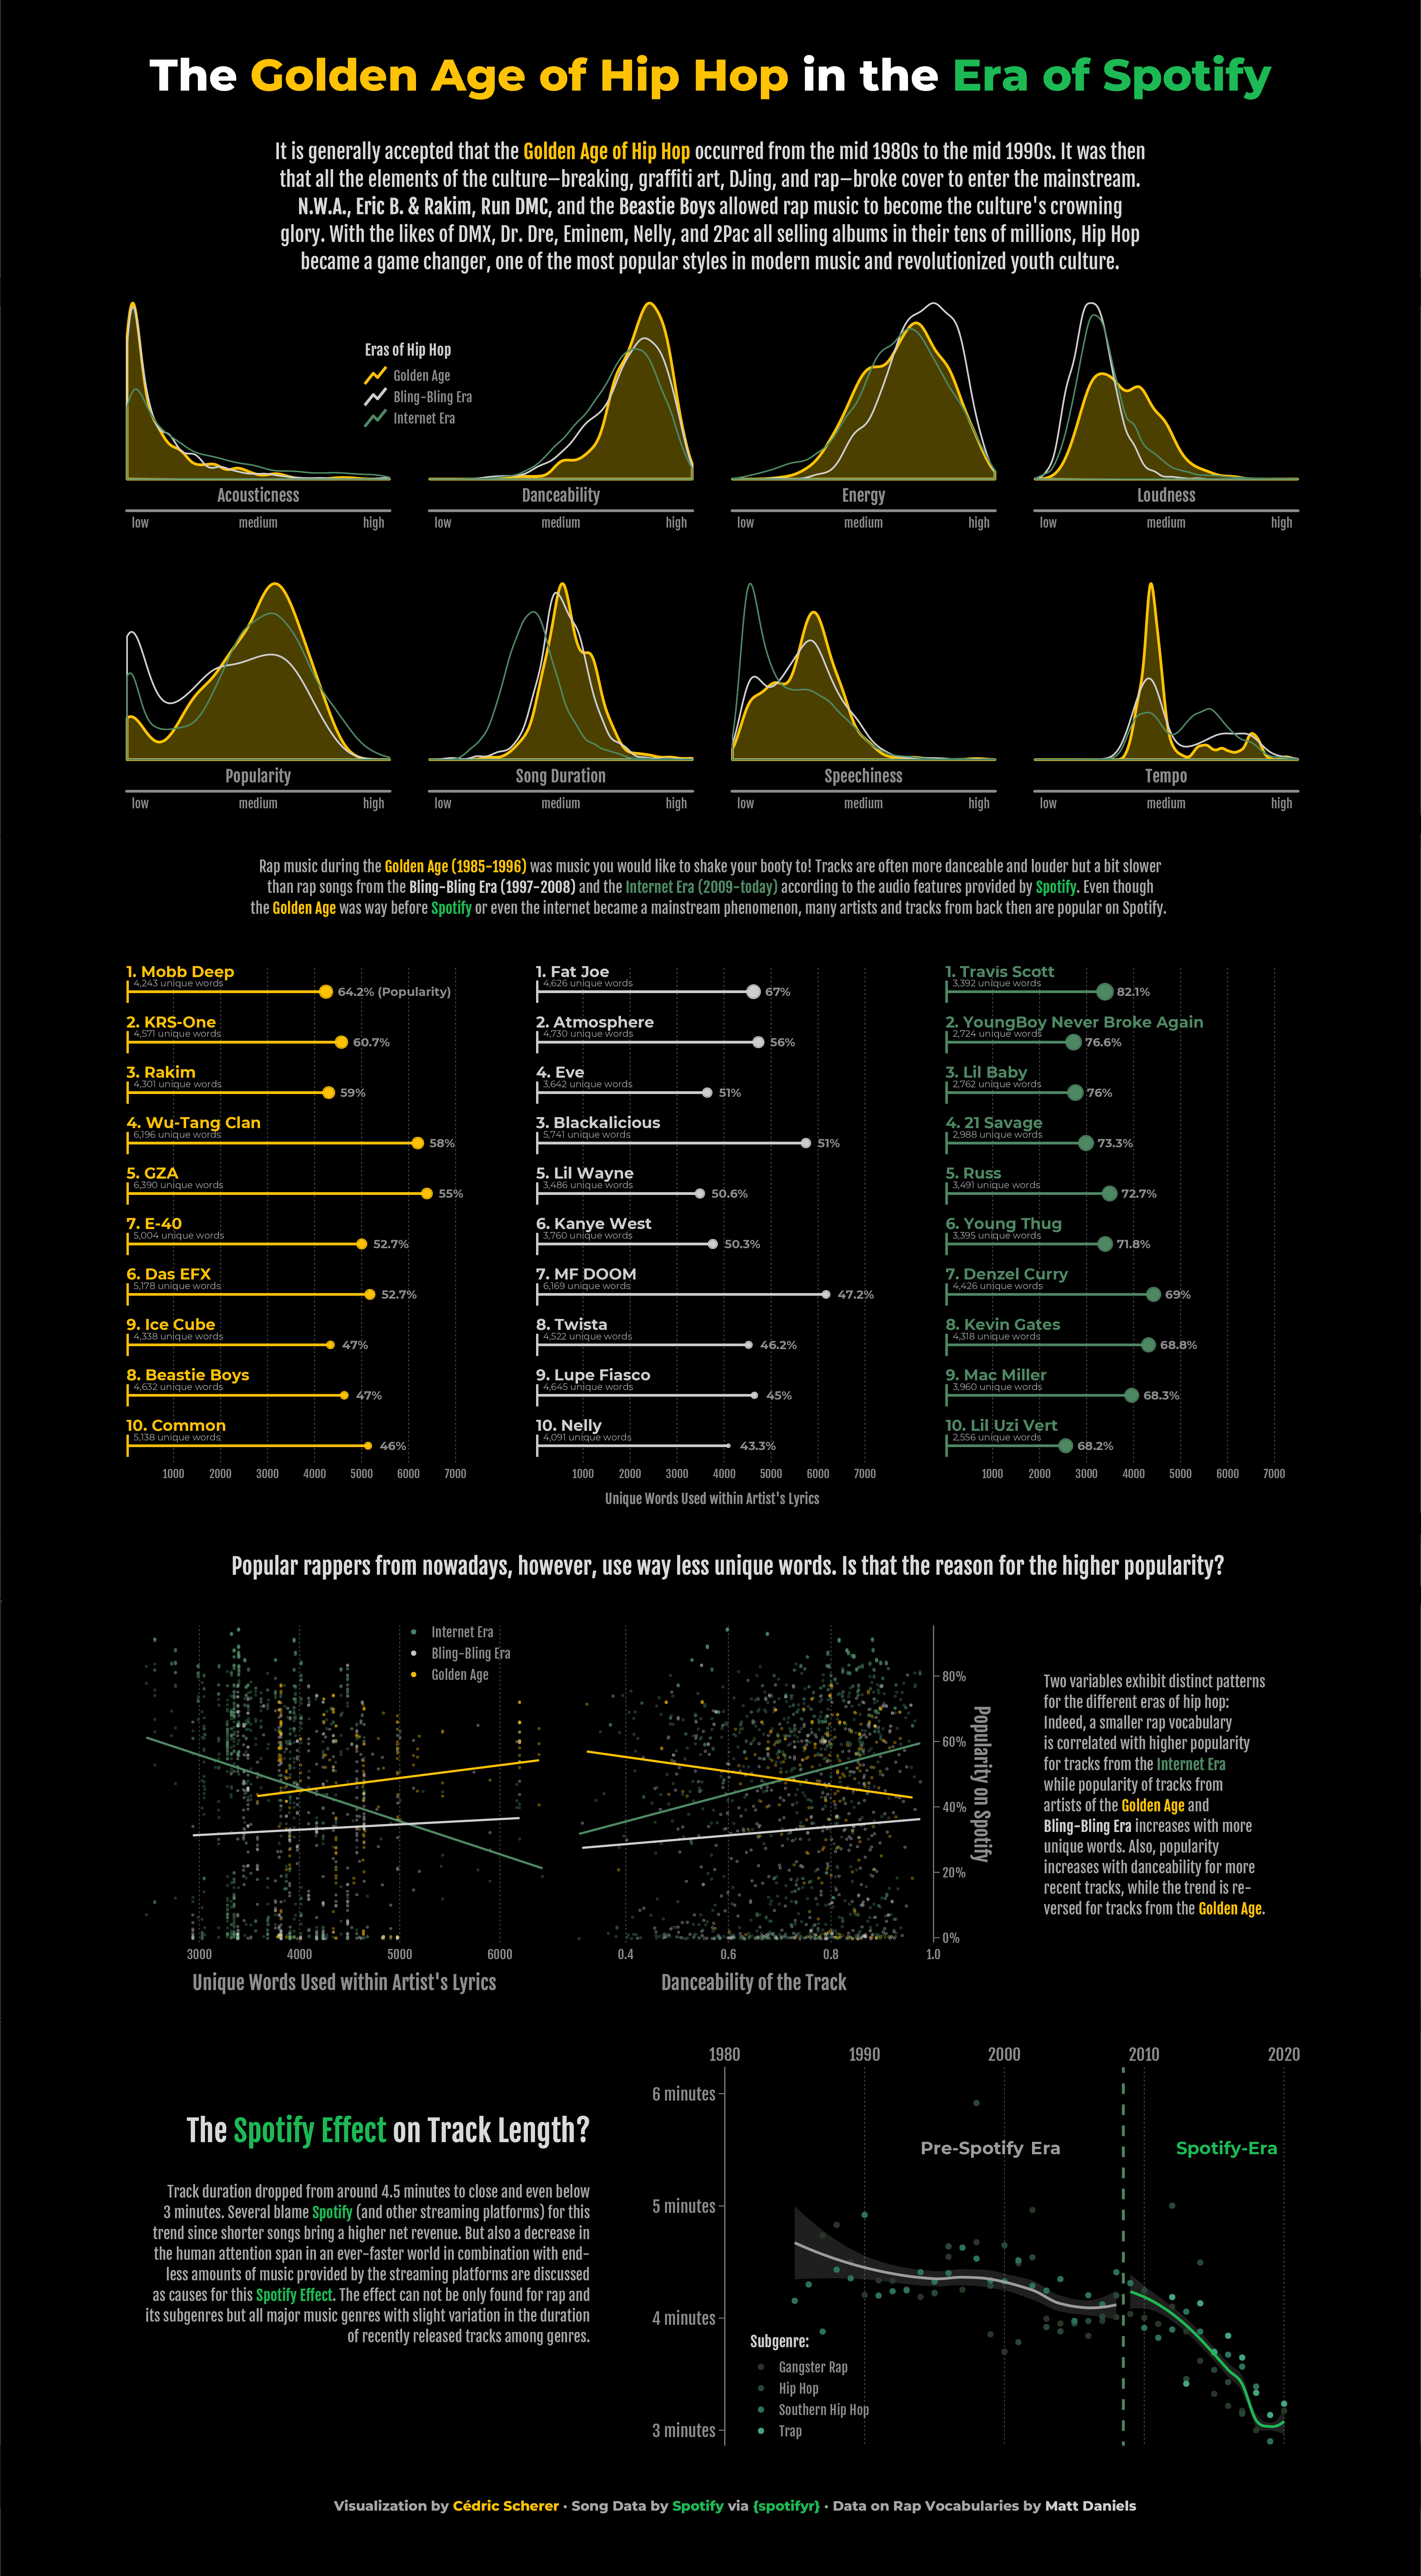 The Golden Age of Hip Hop in the Era of Spotify
It is generally accepted that the Golden Age of Hip Hop occurred from the mid 1980s to the mid 1990s. It was then
that all the elements of the culture–breaking, graffiti art, DJing, and rap–broke cover to enter the mainstream.
N.W.A., Eric B. & Rakim, Run DMC, and the Beastie Boys allowed rap music to become the culture's crowning
glory. With the likes of DMX, Dr. Dre, Eminem, Nelly, and 2Pac all selling albums in their tens of millions, Hip Hop
became a game changer, one of the most popular styles in modern music and revolutionized youth culture.
Eras of Hip Hop
Golden Age
Bling-Bling Era
Internet Era
Acousticness
low medium high
Danceability
low medium high
Energy
low medium high
Loudness
low medium high
Popularity
low medium high
Song Duration
low medium high
Speechiness
low medium high
Tempo
low medium high
Rap music during the Golden Age (1985-1996) was music you would like to shake your booty to! Tracks are often more danceable and louder but a bit slower
than rap songs from the Bling-Bling Era (1997-2008) and the Internet Era (2009-today) according to the audio features provided by Spotify. Even though
the Golden Age was way before Spotify or even the internet became a mainstream phenomenon, many artists and tracks from back then are popular on Spotify.
1. Mobb Deep
4,243 unique words
64.2% (Popularity)
2. KRS-One
4,571 unique words
60.7%
3. Rakim
4,301 unique words
59%
4. Wu-Tang Clan
6,196 unique words
58%
5. GZA
6,390 unique words
55%
7. E-40
5,004 unique words
52.7%
6. Das EFX
5,178 unique words
52.7%
9. Ice Cube
4,338 unique words
47%
8. Beastie Boys
4,632 unique words
47%
10. Common
5,138 unique words
46%
1000 2000 3000 4000 5000 6000 7000
1. Fat Joe
4,626 unique words
67%
2. Atmosphere
4,730 unique words
56%
4. Eve
3,642 unique words
51%
3. Blackalicious
5,741 unique words
51%
5. Lil Wayne
3,486 unique words
50.6%
6. Kanye West
3,760 unique words
50.3%
7. MF DOOM
6,169 unique words
47.2%
8. Twista
4,522 unique words
46.2%
9. Lupe Fiasco
4,645 unique words
45%
10. Nelly
4,091 unique words
43.3%
1000 2000 3000 4000 5000 6000 7000
1. Travis Scott
3,392 unique words
82.1%
2. YoungBoy Never Broke Again
2,724 unique words
76.6%
3. Lil Baby
2,762 unique words
76%
4. 21 Savage
2,988 unique words
73.3%
5. Russ
3,491 unique words
72.7%
6. Young Thug
3,395 unique words
71.8%
7. Denzel Curry
4,426 unique words
69%
8. Kevin Gates
4,318 unique words
68.8%
9. Mac Miller
3,960 unique words
68.3%
10. Lil Uzi Vert
2,556 unique words
68.2%
1000 2000 3000 4000 5000 6000 7000
Unique Words Used within Artist's Lyrics
Popular rappers from nowadays, however, use way less unique words. Is that the reason for the higher popularity?
Internet Era
Bling-Bling Era
Golden Age
3000 4000 5000 6000
Unique Words Used within Artist's Lyrics
0.4 0.6 0.8 1.0
Danceability of the Track
80%
60%
40%
20%
0%
Popularity on Spotify
Two variables exhibit distinct patterns
for the different eras of hip hop:
Indeed, a smaller rap vocabulary
is correlated with higher popularity
for tracks from the Internet Era
while popularity of tracks from
artists of the Golden Age and
Bling-Bling Era increases with more
unique words. Also, popularity
increases with danceability for more
recent tracks, while the trend is re-
versed for tracks from the Golden Age.
The Spotify Effect on Track Length?
Track duration dropped from around 4.5 minutes to close and even below
3 minutes. Several blame Spotify (and other streaming platforms) for this
trend since shorter songs bring a higher net revenue. But also a decrease in
the human attention span in an ever-faster world in combination with end-
less amounts of music provided by the streaming platforms are discussed
as causes for this Spotify Effect. The effect can not be only found for rap and
its subgenres but all major music genres with slight variation in the duration
of recently released tracks among genres.
1980 1990 2000 2010 2020
6 minutes
5 minutes
4 minutes
3 minutes
Pre-Spotify Era
Spotify-Era
Subgenre:
Gangster Rap
Hip Hop
Southern Hip Hop
Trap
Visualization by Cédric Scherer · Song Data by Spotify via {spotifyr} · Data on Rap Vocabularies by Matt Daniels